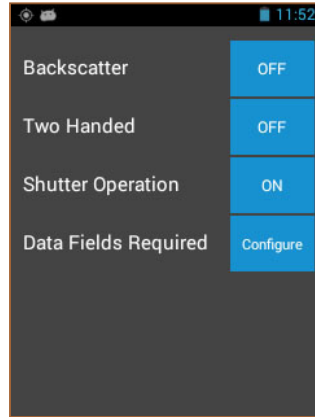 11:52
Backscatter OFF
Two Handed OFF
Shutter Operation ON
Data Fields Required Configure